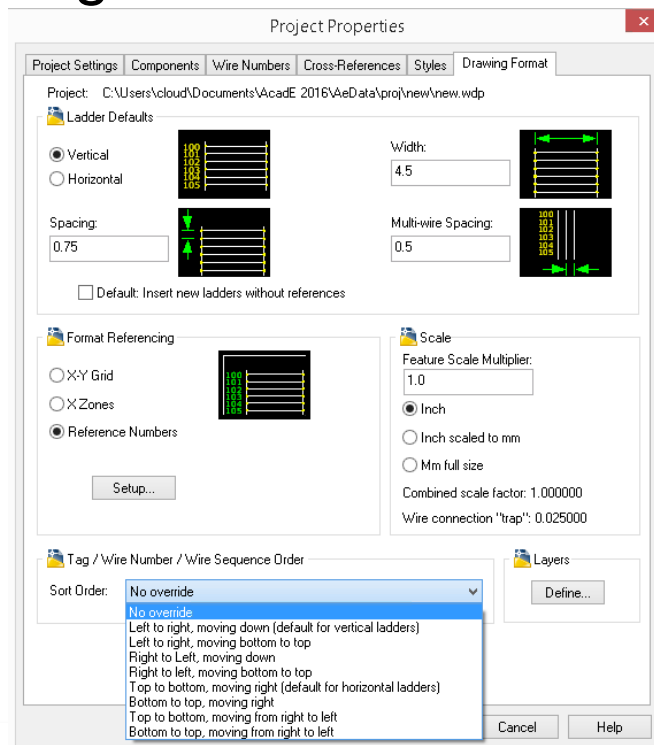 Project Properties
Project Settings Components Wire Numbers Cross-References Styles Drawing Format
Project: C:\Users\cloud\Documents\AcadE 2016\AeData\proj\new\new.wdp
Ladder Defaults
Vertical
Horizontal
100
101
102
103
104
105
Width:
4.5
Spacing:
0.75
Multi-wire Spacing:
0.5
100
101
102
103
104
105
Default: Insert new ladders without references
Format Referencing
X-Y Grid
X Zones
Reference Numbers
100
101
102
103
104
105
Setup...
Scale
Feature Scale Multiplier:
1.0
Inch
Inch scaled to mm
Mm full size
Combined scale factor: 1.000000
Wire connection "trap": 0.025000
Tag / Wire Number / Wire Sequence Order
Sort Order: No override
No override
Left to right, moving down (default for vertical ladders)
Left to right, moving bottom to top
Right to Left, moving down
Right to left, moving bottom to top
Top to bottom, moving right (default for horizontal ladders)
Bottom to top, moving right
Top to bottom, moving from right to left
Bottom to top, moving from right to left
Layers
Define...
Cancel Help